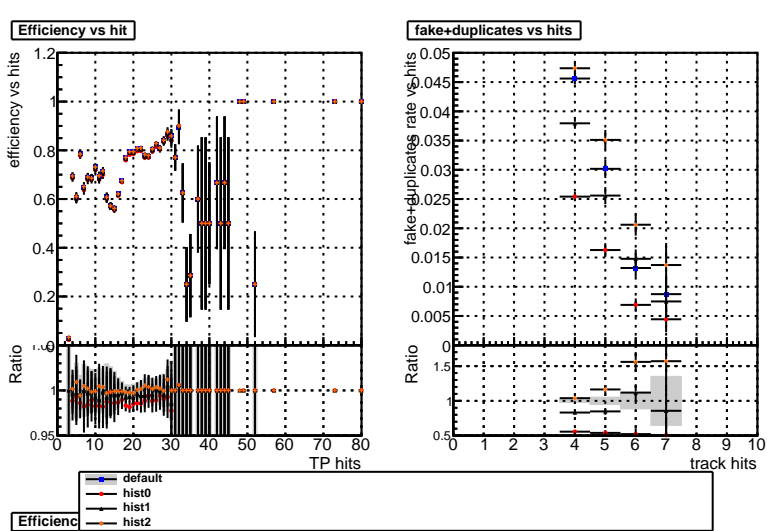 Efficiency vs hit
efficiency vs hits
1.2
1
0.8
0.6
0.4
0.2
0
Ratio
1
0.95
0 10 20 30 40 50 60 70 80
TP hits
fake+duplicates vs hits
fake+duplicates rate vs hits
0.05
0.045
0.04
0.035
0.03
0.025
0.02
0.015
0.01
0.005
0
Ratio
1.5
1
0.5
0 1 2 3 4 5 6 7 8 9 10
track hits
default
hist0
hist1
hist2
Efficienc